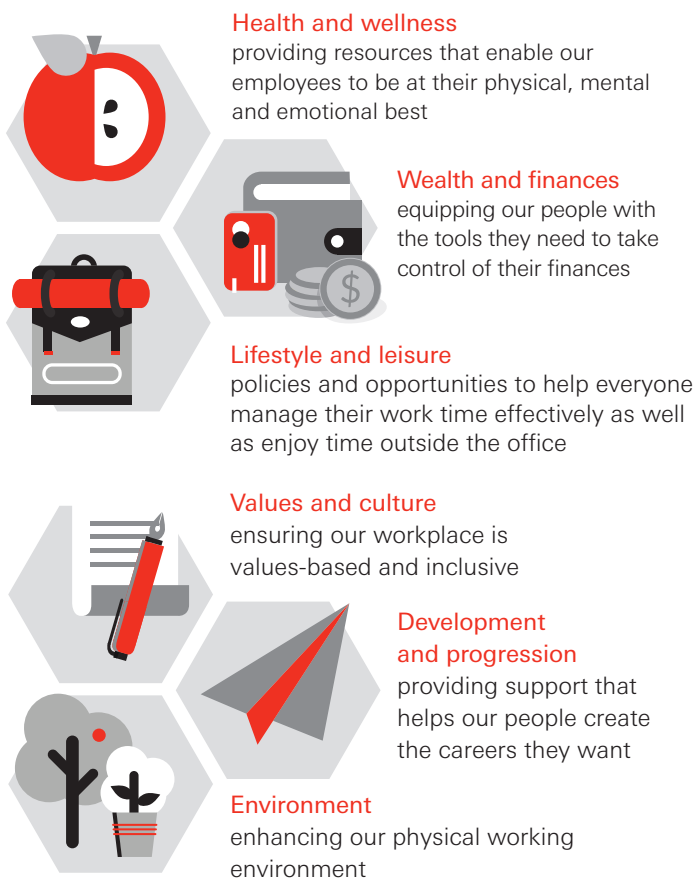 Health and wellness
providing resources that enable our
employees to be at their physical, mental
and emotional best
Wealth and finances
equipping our people with
the tools they need to take
control of their finances
$
Lifestyle and leisure
policies and opportunities to help everyone
manage their work time effectively as well
as enjoy time outside the office
Values and culture
ensuring our workplace is
values-based and inclusive
Development
and progression
providing support that
helps our people create
the careers they want
Environment
enhancing our physical working
environment